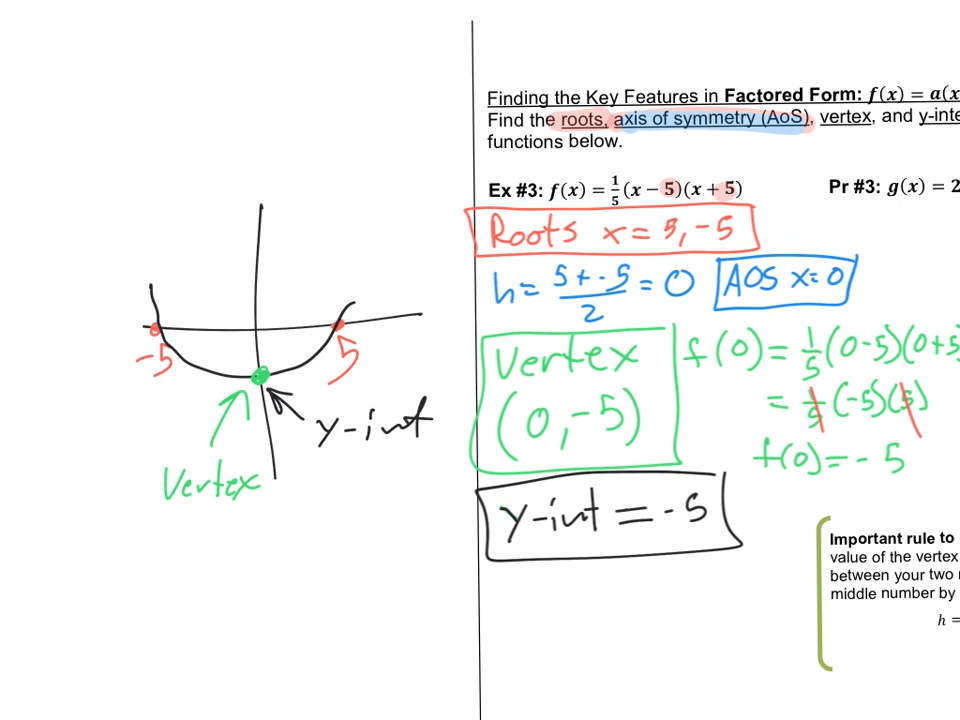 Finding the Key Features in Factored Form: f(x) = a(x
Find the roots, axis of symmetry (AoS), vertex, and y-inte
functions below.
Ex #3: f(x) = 1/5(x − 5)(x + 5)
Pr #3: g(x) = 2
Roots x = 5, -5
h = 5 + -5 / 2 = 0
AOS x = 0
Vertex
(0, -5)
f(0) = 1/5(0-5)(0+5)
= 1/5(-5)(5)
f(0) = -5
y-int = -5
-5
5
y-int
Vertex
Important rule to
value of the vertex
between your two
middle number by
h =